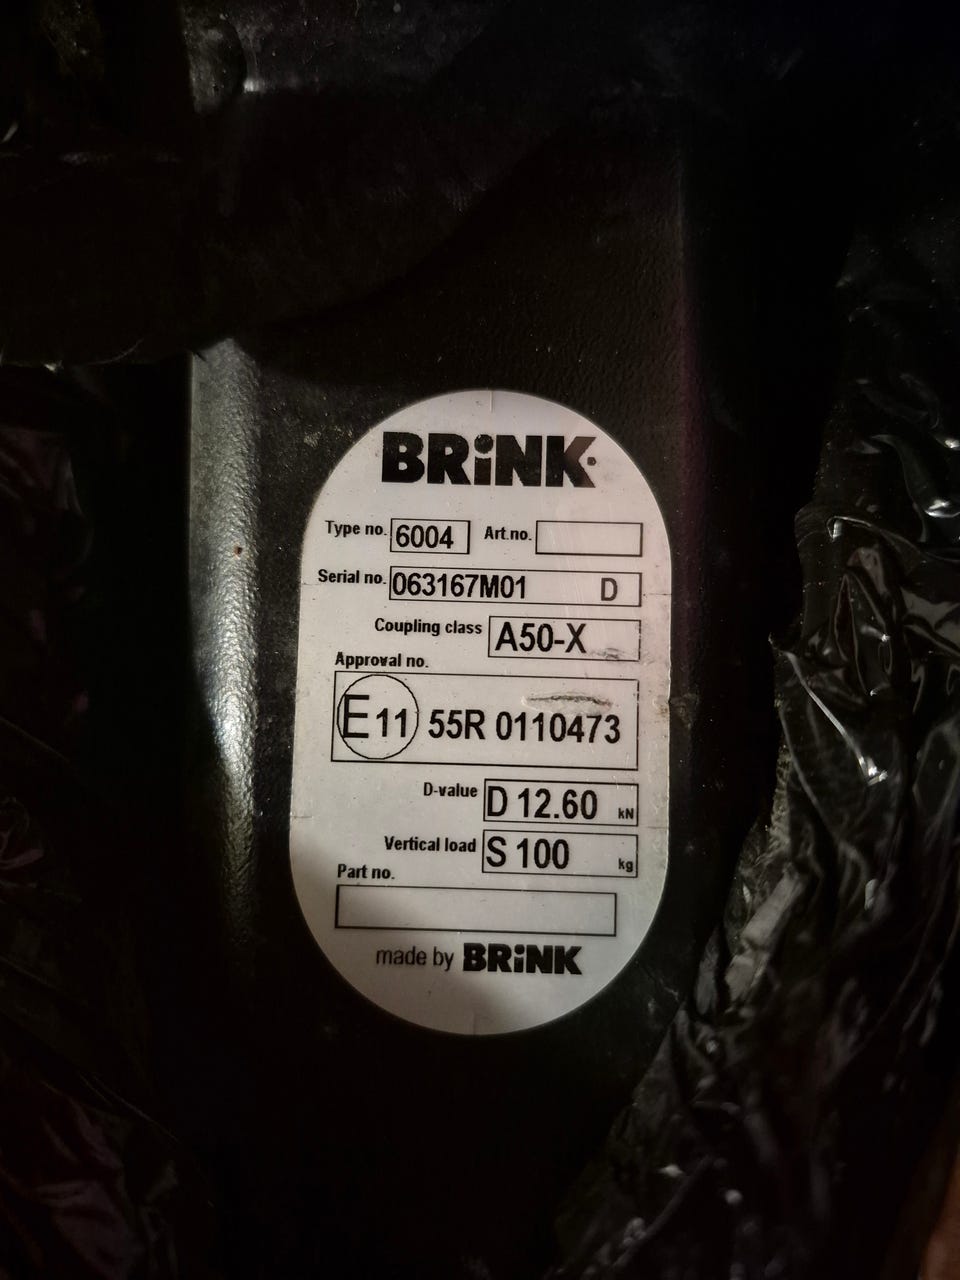 BRiNK
Type no. 6004 Art.no.
Serial no. 063167M01 D
Coupling class A50-X
Approval no.
E11 55R 0110473
D-value D 12.60 kN
Vertical load S 100 kg
Part no.
made by BRiNK